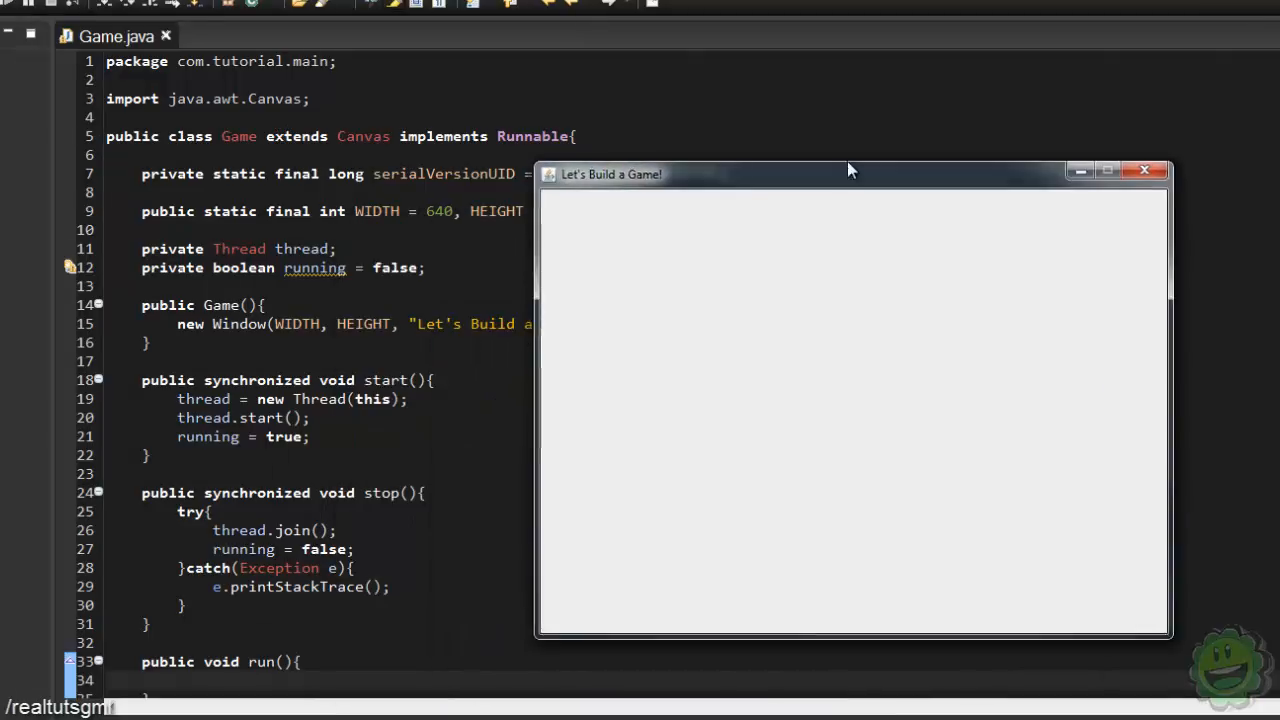 Game.java
1 package com.tutorial.main;
2
3 import java.awt.Canvas;
4
5 public class Game extends Canvas implements Runnable{
6
7 private static final long serialVersionUID =
8
9 public static final int WIDTH = 640, HEIGHT
10
11 private Thread thread;
12 private boolean running = false;
13
14 public Game(){
15 new Window(WIDTH, HEIGHT, "Let's Build a
16 }
17
18 public synchronized void start(){
19 thread = new Thread(this);
20 thread.start();
21 running = true;
22 }
23
24 public synchronized void stop(){
25 try{
26 thread.join();
27 running = false;
28 }catch(Exception e){
29 e.printStackTrace();
30 }
31 }
32
33 public void run(){
34
Let's Build a Game!
/realtutsgml